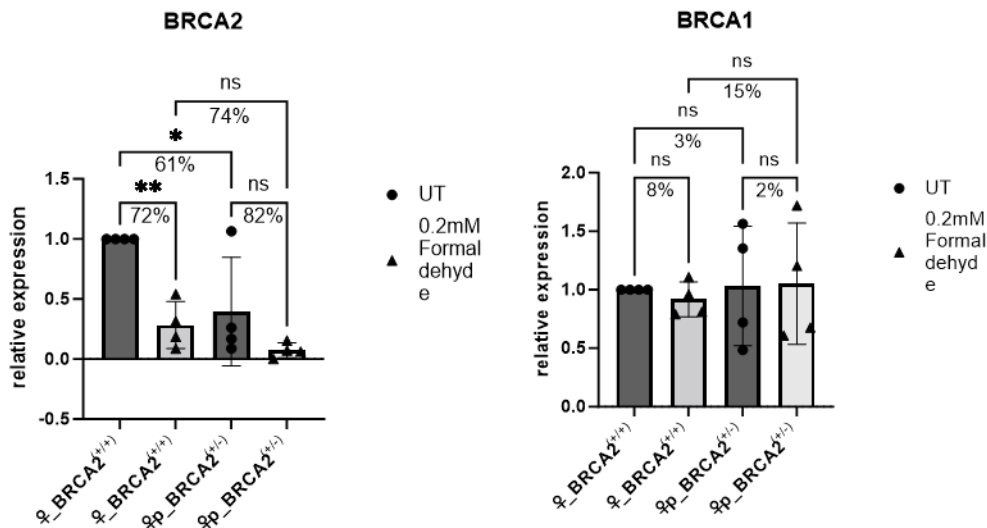 BRCA2
ns
74%
*
61%
**
72%
ns
82%
1.5
1.0
0.5
0.0
-0.5
relative expression
♀_BRCA2(+/+)
♀_BRCA2(+/+)
♀p_BRCA2(+/-)
♀p_BRCA2(+/-)
UT
0.2mM
Formal
dehyd
e
BRCA1
ns
15%
ns
3%
ns
8%
ns
2%
2.0
1.5
1.0
0.5
0.0
relative expression
♀_BRCA2(+/+)
♀_BRCA2(+/+)
♀p_BRCA2(+/-)
♀p_BRCA2(+/-)
UT
0.2mM
Formal
dehyd
e